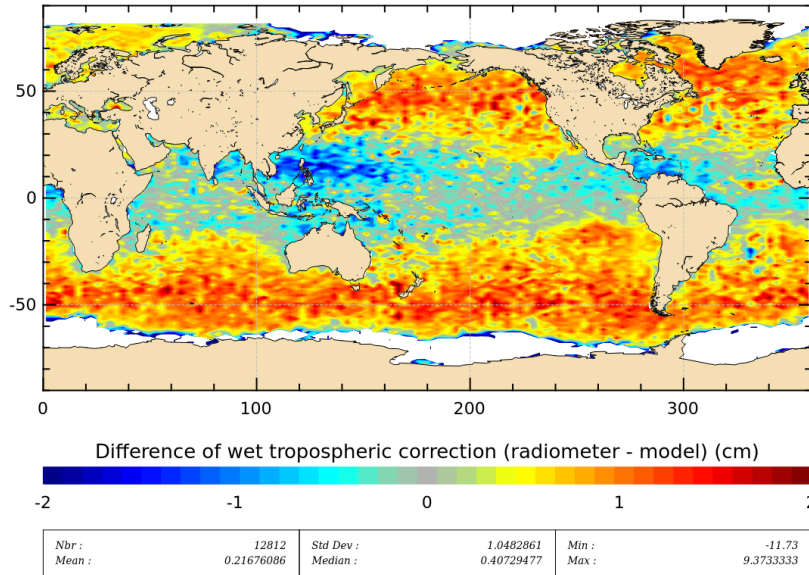 50
0
-50
0 100 200 300
Difference of wet tropospheric correction (radiometer - model) (cm)
-2 -1 0 1 2
Nbr : 12812 Std Dev : 1.0482861 Min : -11.73
Mean : 0.21676086 Median : 0.40729477 Max : 9.3733333